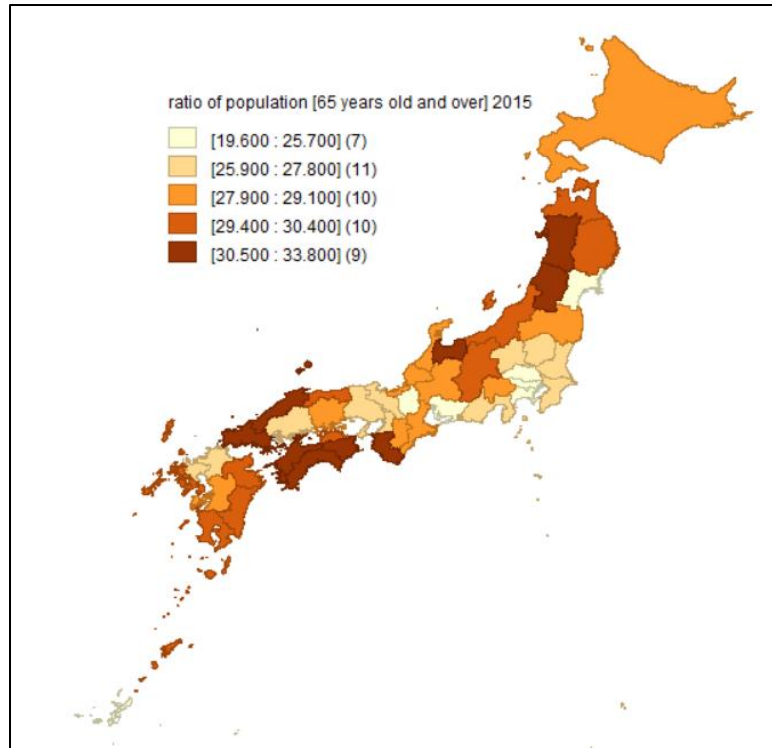 ratio of population [65 years old and over] 2015
[19.600 : 25.700] (7)
[25.900 : 27.800] (11)
[27.900 : 29.100] (10)
[29.400 : 30.400] (10)
[30.500 : 33.800] (9)